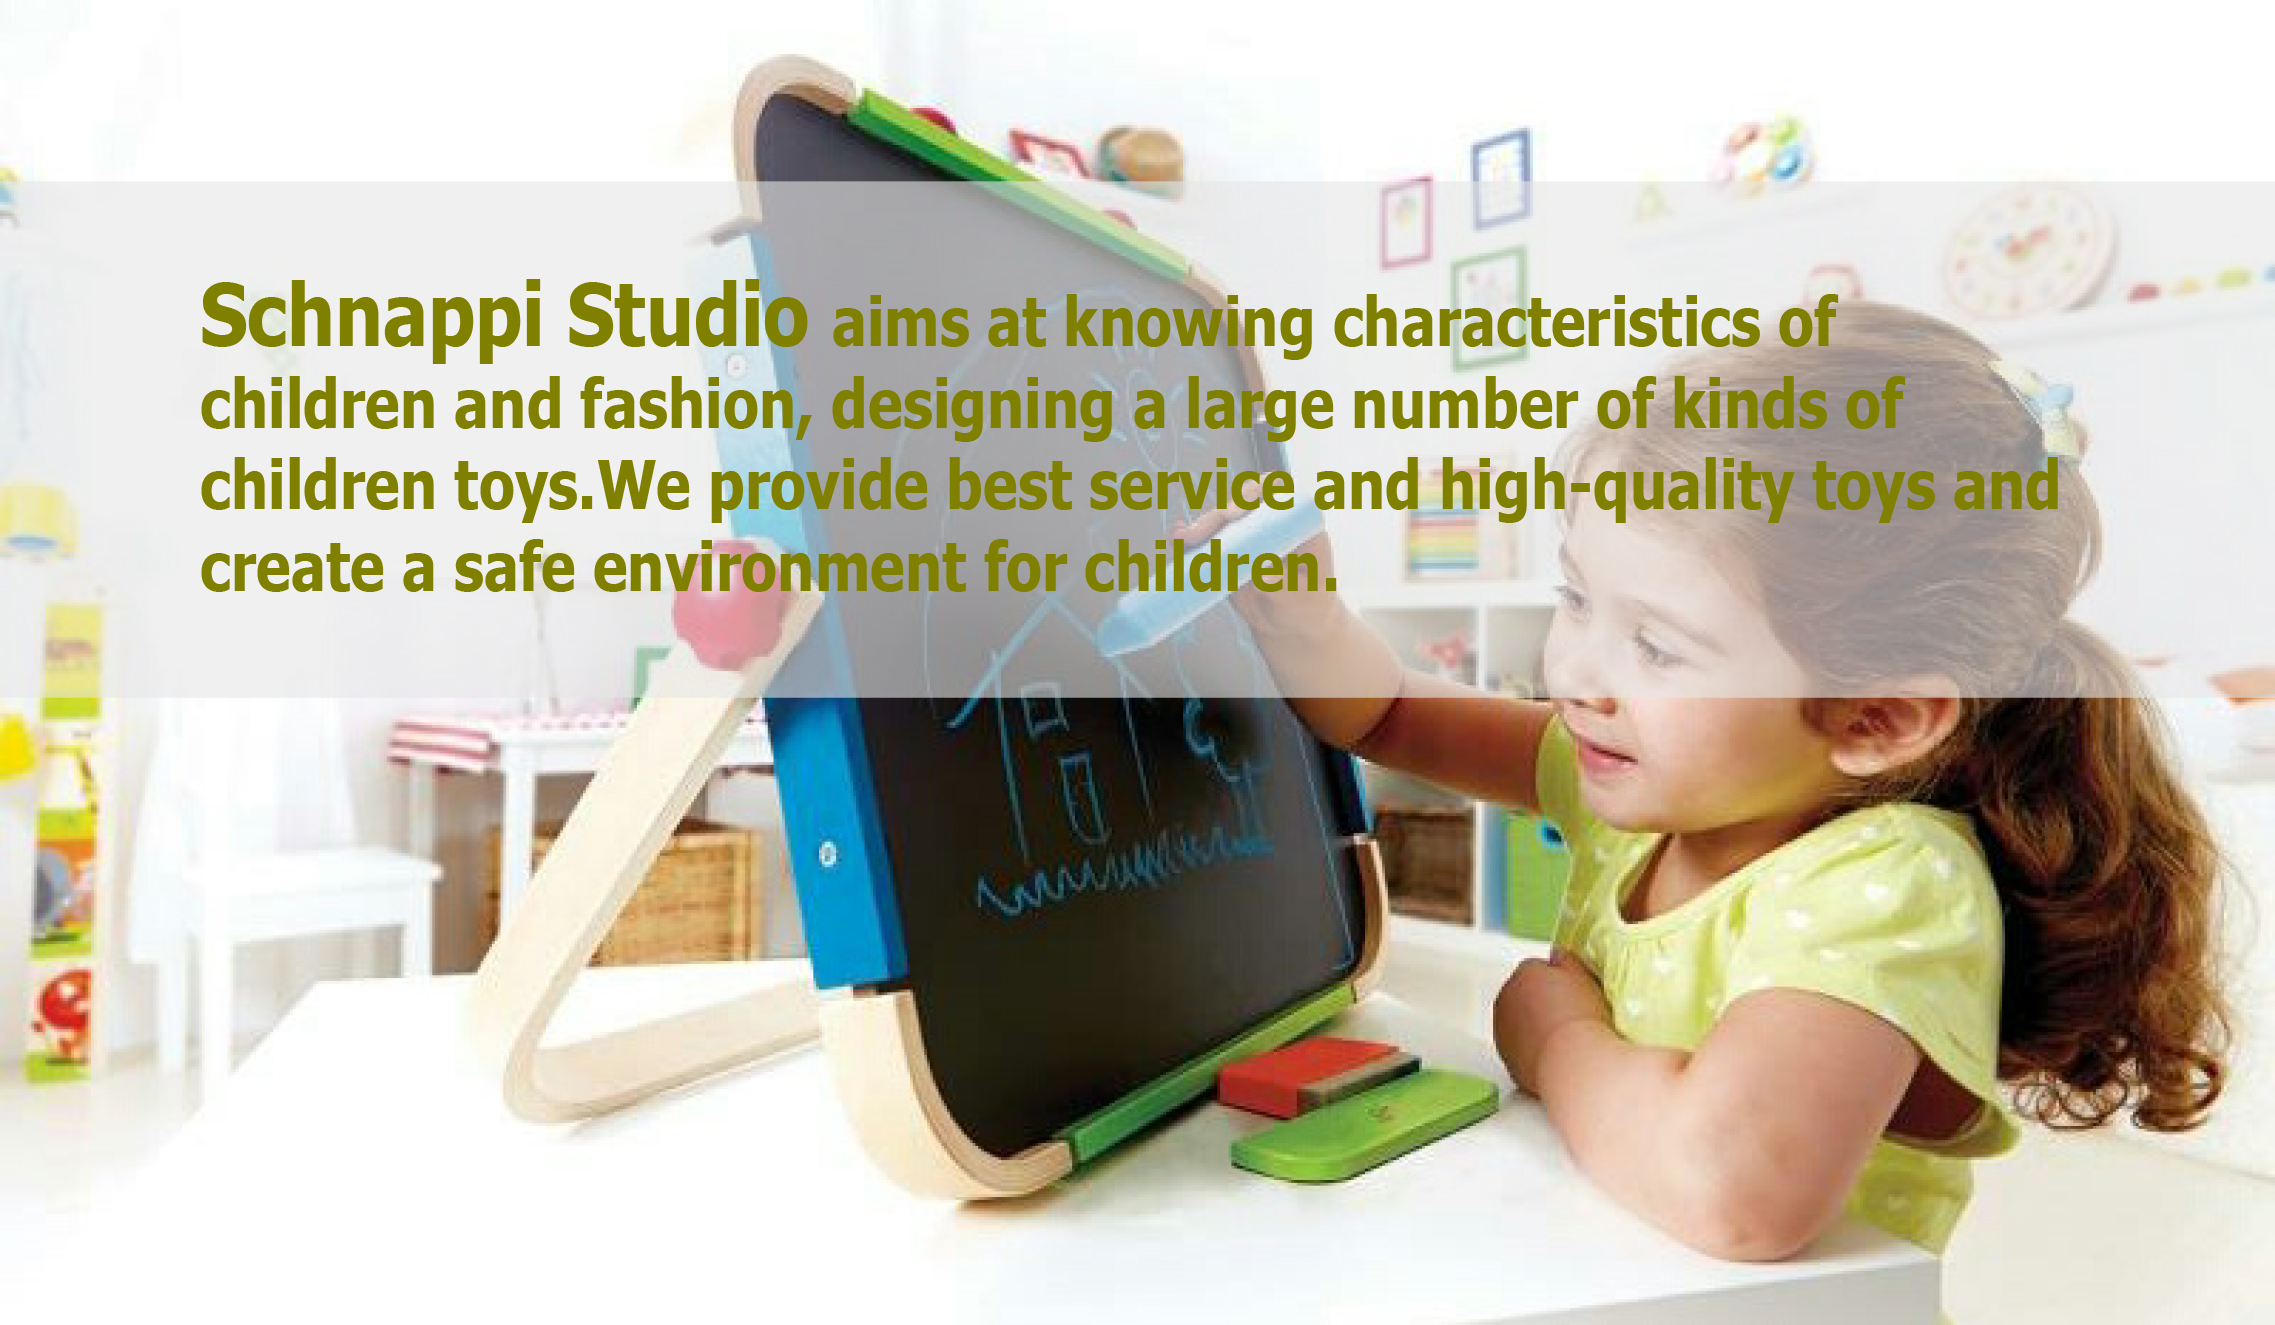 Schnappi Studio aims at knowing characteristics of
children and fashion, designing a large number of kinds of
children toys.We provide best service and high-quality toys and
create a safe environment for children.